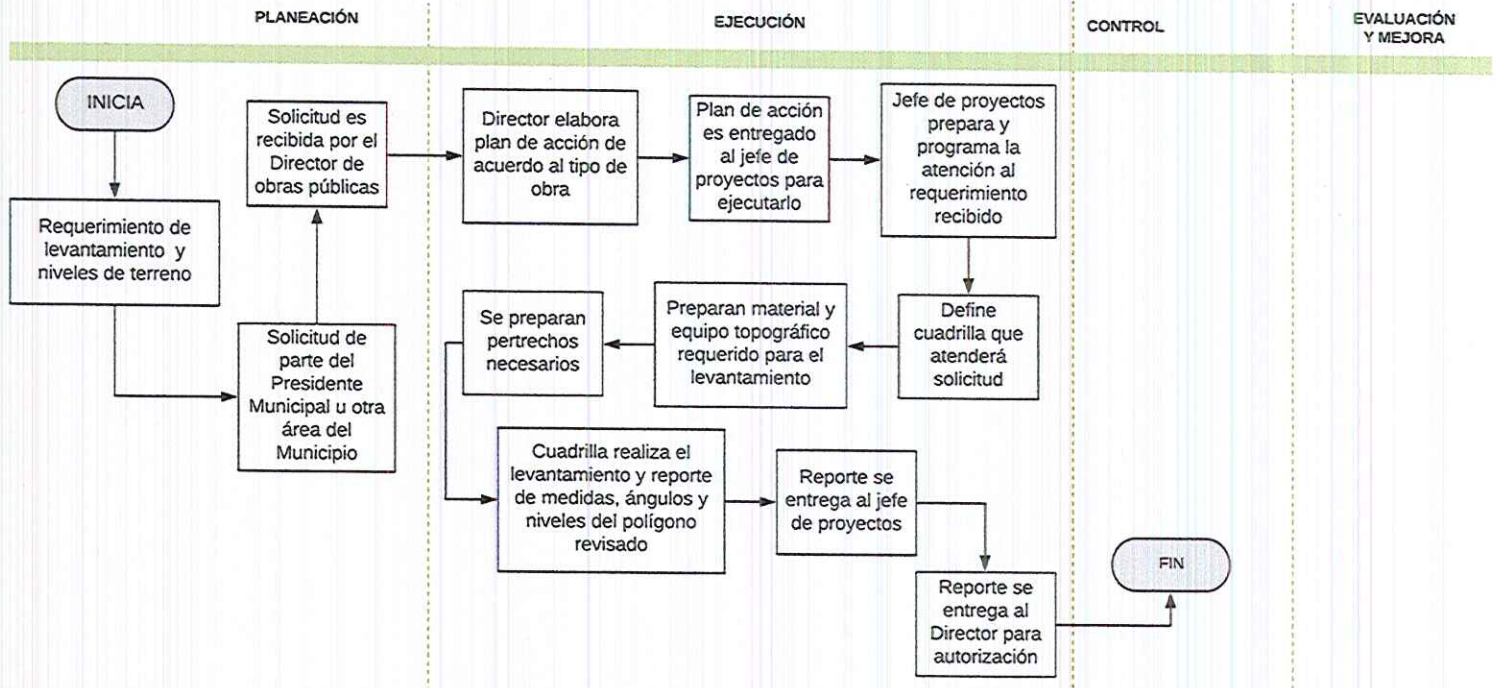 PLANEACIÓN
EJECUCIÓN
CONTROL
EVALUACIÓN
Y MEJORA
INICIA
Requerimiento de
levantamiento y
niveles de terreno
Solicitud de
parte del
Presidente
Municipal u otra
área del
Municipio
Solicitud es
recibida por el
Director de
obras públicas
Director elabora
plan de acción de
acuerdo al tipo de
obra
Plan de acción
es entregado
al jefe de
proyectos para
ejecutarlo
Jefe de proyectos
prepara y
programa la
atención al
requerimiento
recibido
Define
cuadrilla que
atenderá
solicitud
Preparan material y
equipo topográfico
requerido para el
levantamiento
Se preparan
pertrechos
necesarios
Cuadrilla realiza el
levantamiento y reporte
de medidas, ángulos y
niveles del polígono
revisado
Reporte se
entrega al jefe
de proyectos
Reporte se
entrega al
Director para
autorización
FIN